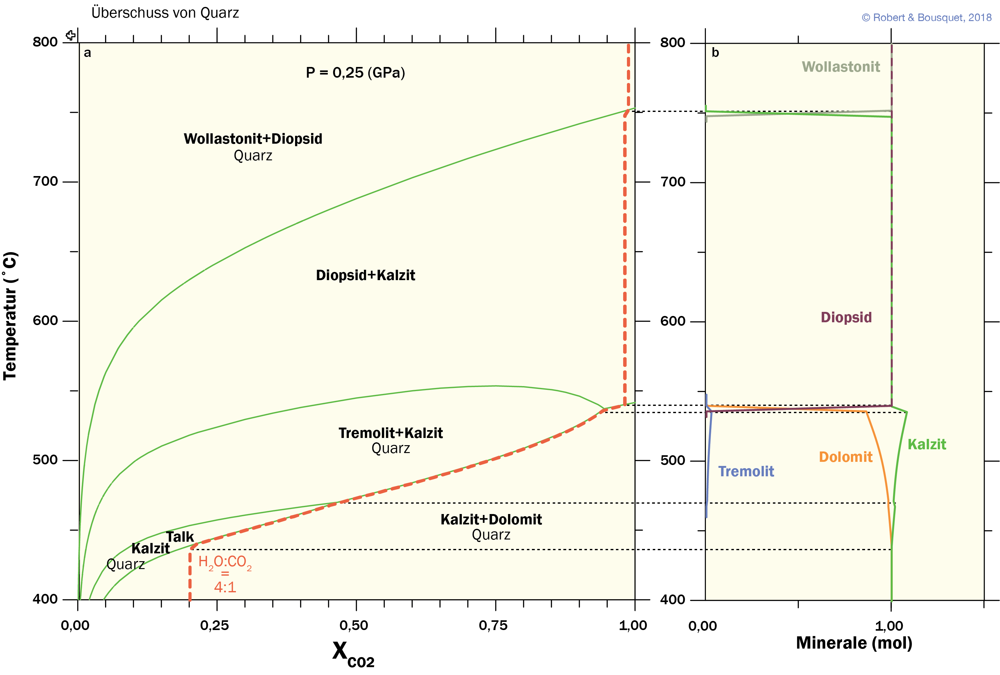 Überschuss von Quarz
© Robert & Bousquet, 2018
800
a
P = 0,25 (GPa)
Wollastonit+Diopsid
Quarz
700
Diopsid+Kalzit
600
Tremolit+Kalzit
Quarz
500
Kalzit+Dolomit
Quarz
Talk
Kalzit
Quarz
H2O:CO2
=
4:1
400
0,00 0,25 0,50 0,75 1,00
XCO2
Temperatur (°C)
800
b
Wollastonit
700
Diopsid
600
Kalzit
Dolomit
500
Tremolit
400
0,00 1,00
Minerale (mol)